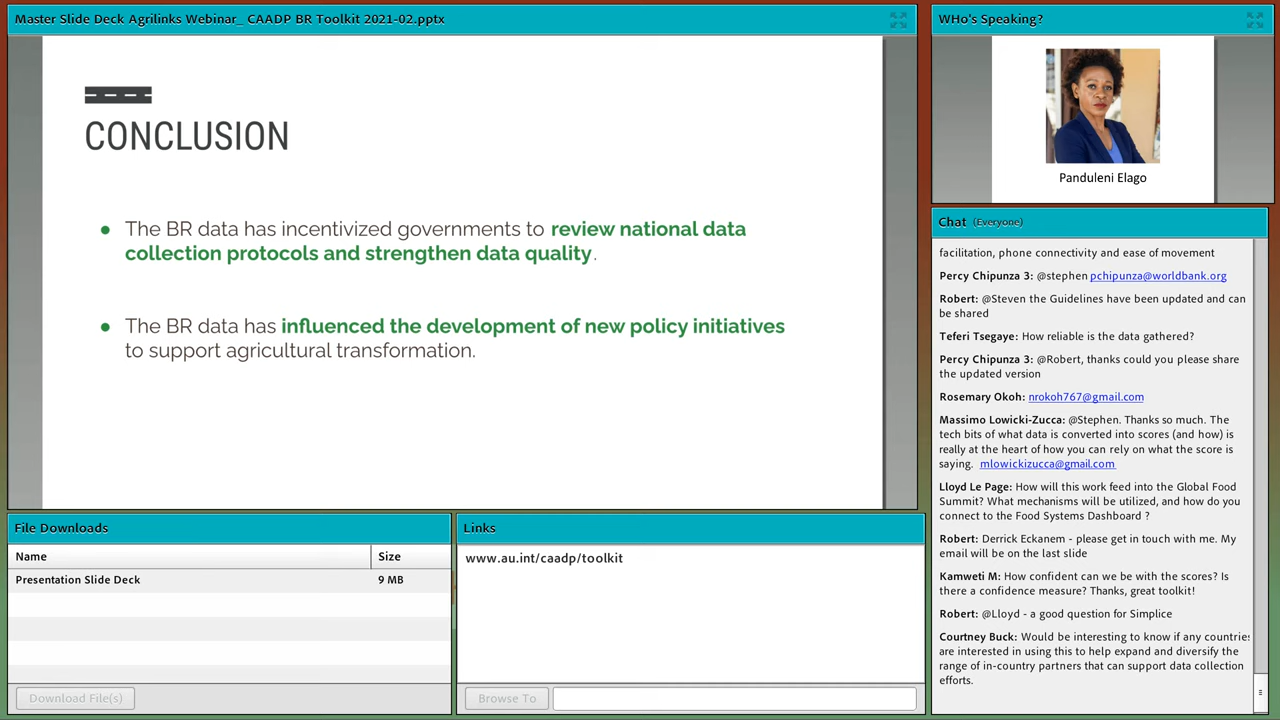 Master Slide Deck Agrilinks Webinar_ CAADP BR Toolkit 2021-02.pptx
CONCLUSION
● The BR data has incentivized governments to review national data
collection protocols and strengthen data quality.
● The BR data has influenced the development of new policy initiatives
to support agricultural transformation.
File Downloads
Name Size
Presentation Slide Deck 9 MB
Download File(s)
Links
www.au.int/caadp/toolkit
Browse To
WHo's Speaking?
Panduleni Elago
Chat (Everyone)
facilitation, phone connectivity and ease of movement
Percy Chipunza 3: @stephen pchipunza@worldbank.org
Robert: @Steven the Guidelines have been updated and can
be shared
Teferi Tsegaye: How reliable is the data gathered?
Percy Chipunza 3: @Robert, thanks could you please share
the updated version
Rosemary Okoh: nrokoh767@gmail.com
Massimo Lowicki-Zucca: @Stephen. Thanks so much. The
tech bits of what data is converted into scores (and how) is
really at the heart of how you can rely on what the score is
saying. mlowickizucca@gmail.com
Lloyd Le Page: How will this work feed into the Global Food
Summit? What mechanisms will be utilized, and how do you
connect to the Food Systems Dashboard ?
Robert: Derrick Eckanem - please get in touch with me. My
email will be on the last slide
Kamweti M: How confident can we be with the scores? Is
there a confidence measure? Thanks, great toolkit!
Robert: @Lloyd - a good question for Simplice
Courtney Buck: Would be interesting to know if any countries
are interested in using this to help expand and diversify the
range of in-country partners that can support data collection
efforts.